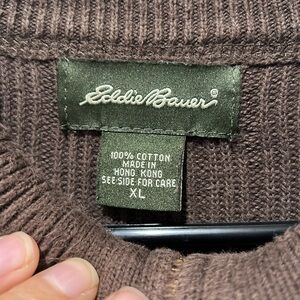 Eddie Bauer®
100% COTTON
MADE IN
HONG KONG
SEE SIDE FOR CARE
XL